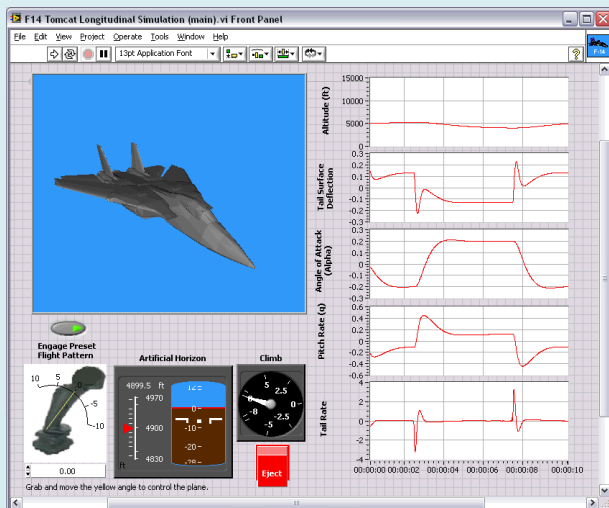 F14 Tomcat Longitudinal Simulation (main).vi Front Panel
File Edit View Project Operate Tools Window Help
13pt Application Font
?
F-14
Altitude (ft)
15000
10000
5000
0
Tail Surface
Deflection
0.3
0.2
0.1
0
-0.1
-0.2
-0.3
Angle of Attack
(Alpha)
0.3
0.2
0.1
0
-0.1
-0.2
-0.3
Pitch Rate (q)
0.6
0.4
0.2
0
-0.2
-0.4
-0.6
Tail Rate
4
2
0
-2
-4
00:00:00 00:00:02 00:00:04 00:00:06 00:00:08 00:00:10
Engage Preset
Flight Pattern
10 5 0 -5 -10
0.00
Grab and move the yellow angle to control the plane.
Artificial Horizon
4899.5 ft
4970
4900
4830
ft
0
-10
-20
Climb
5
2.5
0
-2.5
-5
Eject